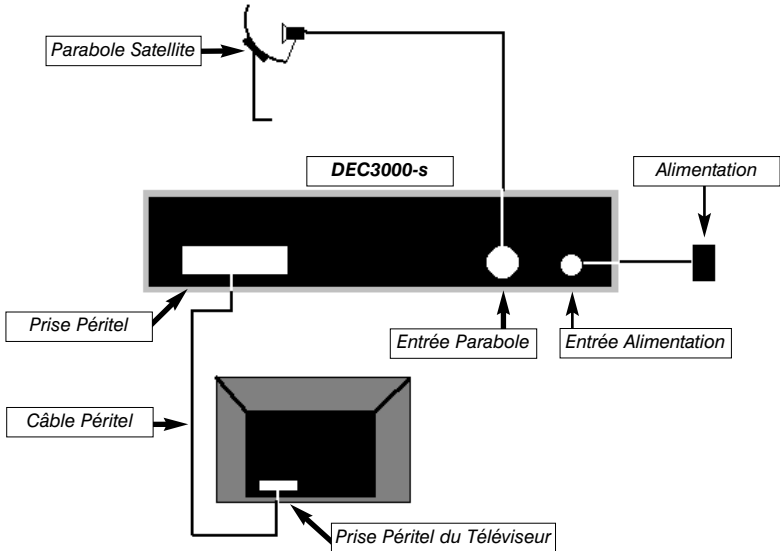 Parabole Satellite
DEC3000-s
Alimentation
Prise Péritel
Entrée Parabole
Entrée Alimentation
Câble Péritel
Prise Péritel du Téléviseur